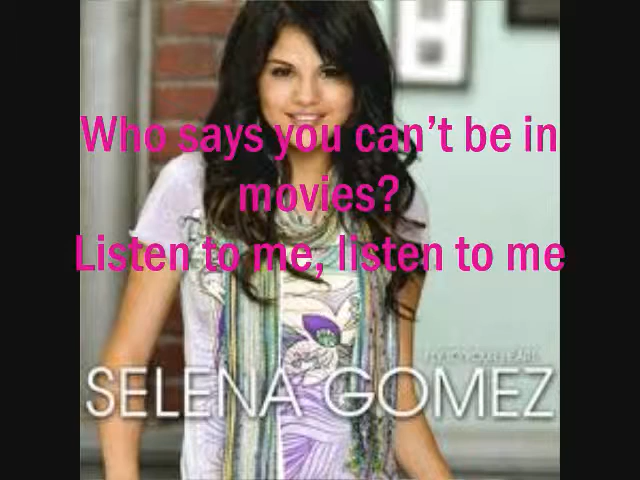 Who says you can't be in
movies?
Listen to me, listen to me
SELENA GOMEZ